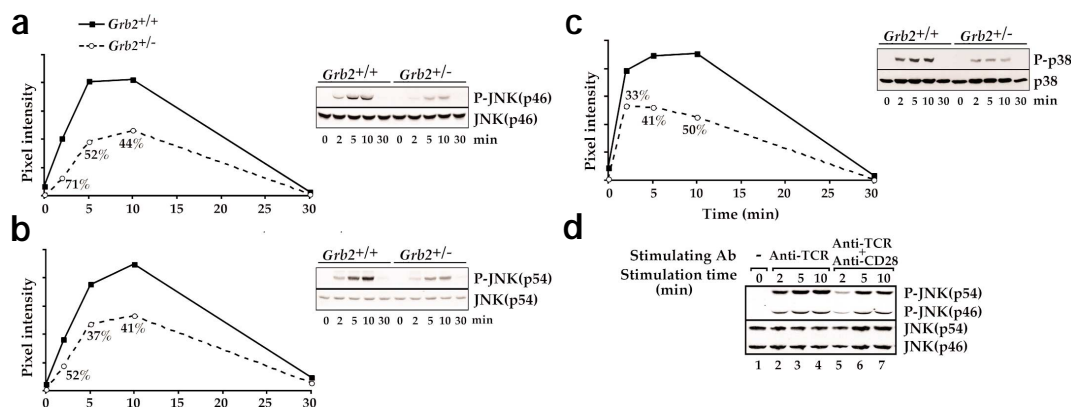 a
Grb2+/+
Grb2+/-
Pixel intensity
71%
52%
44%
0 5 10 15 20 25 30
Grb2+/+ Grb2+/-
P-JNK(p46)
JNK(p46)
0 2 5 10 30 0 2 5 10 30 min
b
Pixel intensity
52%
37%
41%
0 5 10 15 20 25 30
Grb2+/+ Grb2+/-
P-JNK(p54)
JNK(p54)
0 2 5 10 30 0 2 5 10 30 min
c
Pixel intensity
33%
41%
50%
0 5 10 15 20 25 30
Time (min)
Grb2+/+ Grb2+/-
P-p38
p38
0 2 5 10 30 0 2 5 10 30 min
d
Stimulating Ab - Anti-TCR Anti-TCR + Anti-CD28
Stimulation time (min) 0 2 5 10 2 5 10
P-JNK(p54)
P-JNK(p46)
JNK(p54)
JNK(p46)
1 2 3 4 5 6 7